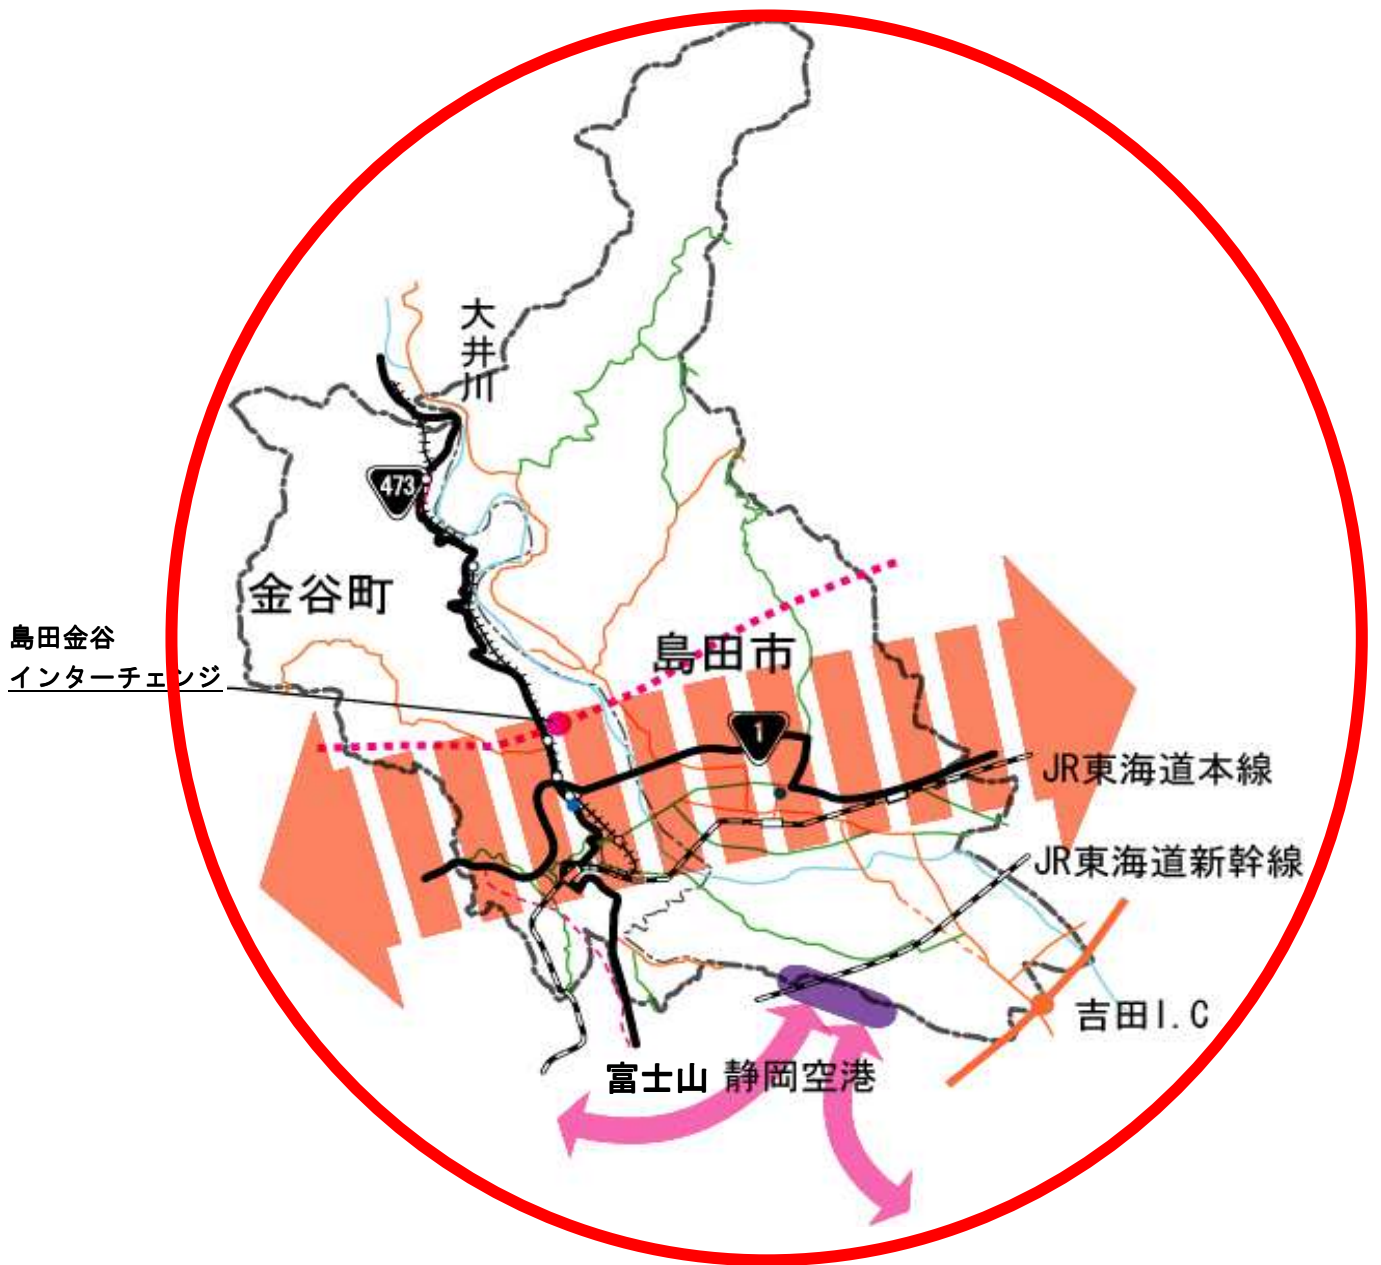 大井川
473
金谷町
島田金谷
インターチェンジ
島田市
1
JR東海道本線
JR東海道新幹線
吉田I.C
富士山 静岡空港